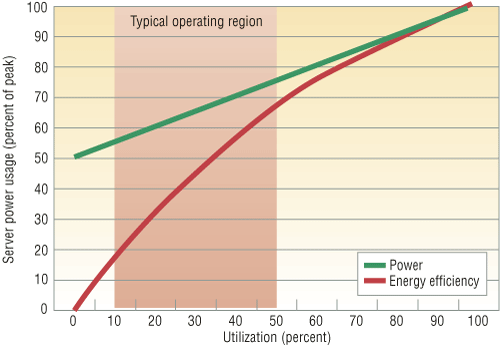 Server power usage (percent of peak)
100
90
80
70
60
50
40
30
20
10
0
Typical operating region
Power
Energy efficiency
0 10 20 30 40 50 60 70 80 90 100
Utilization (percent)